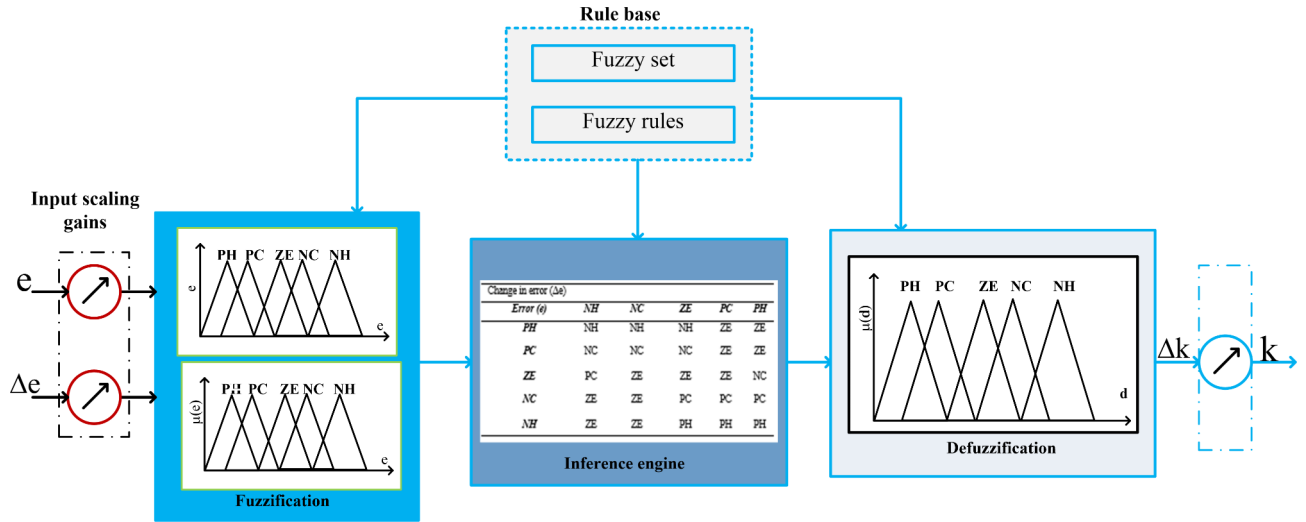 Rule base
Fuzzy set
Fuzzy rules
Input scaling
gains
e
Δe
PH PC ZE NC NH
e
e
PH PC ZE NC NH
μ(e)
e
Fuzzification
Change in error (Δe)
Error (e) NH NC ZE PC PH
PH NH NH NH ZE ZE
PC NC NC NC ZE ZE
ZE PC ZE ZE ZE NC
NC ZE ZE PC PC PC
NH ZE ZE PH PH PH
Inference engine
PH PC ZE NC NH
μ(d)
d
Defuzzification
Δk
k